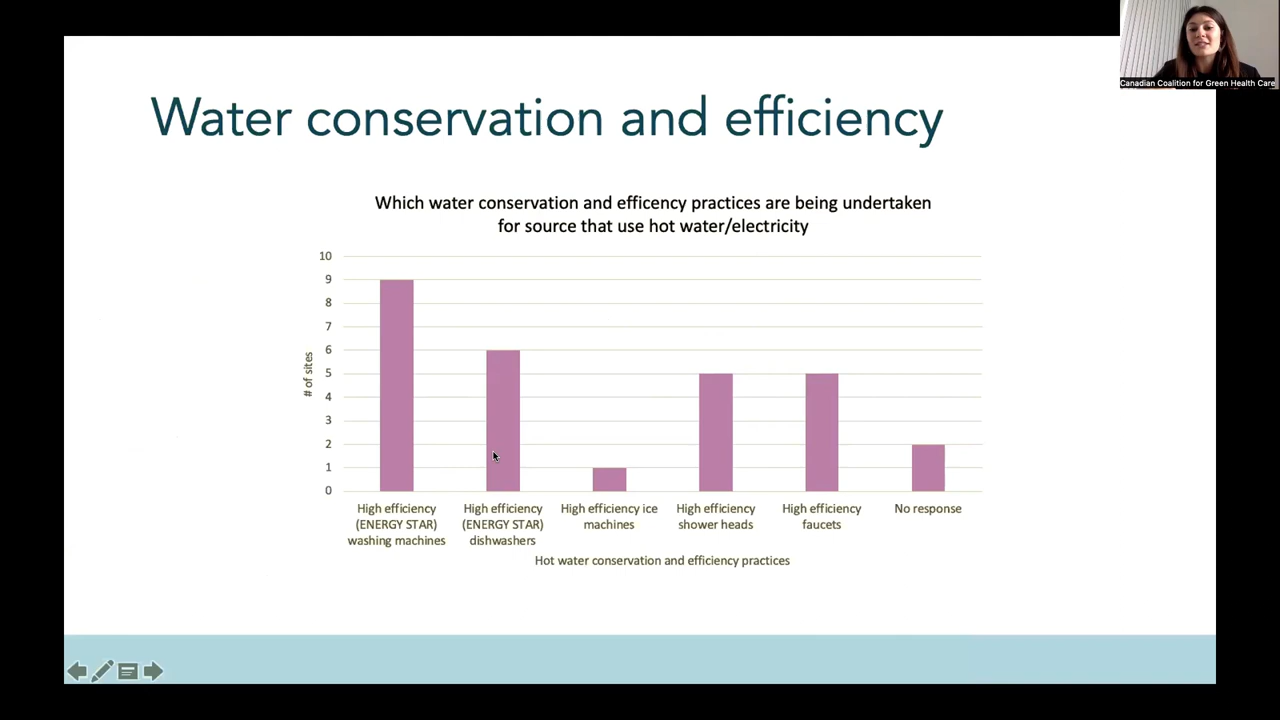 Canadian Coalition for Green Health Care
Water conservation and efficiency
Which water conservation and efficency practices are being undertaken
for source that use hot water/electricity
10
9
8
7
6
5
4
3
2
1
0
# of sites
High efficiency
(ENERGY STAR)
washing machines
High efficiency
(ENERGY STAR)
dishwashers
High efficiency ice
machines
High efficiency
shower heads
High efficiency
faucets
No response
Hot water conservation and efficiency practices